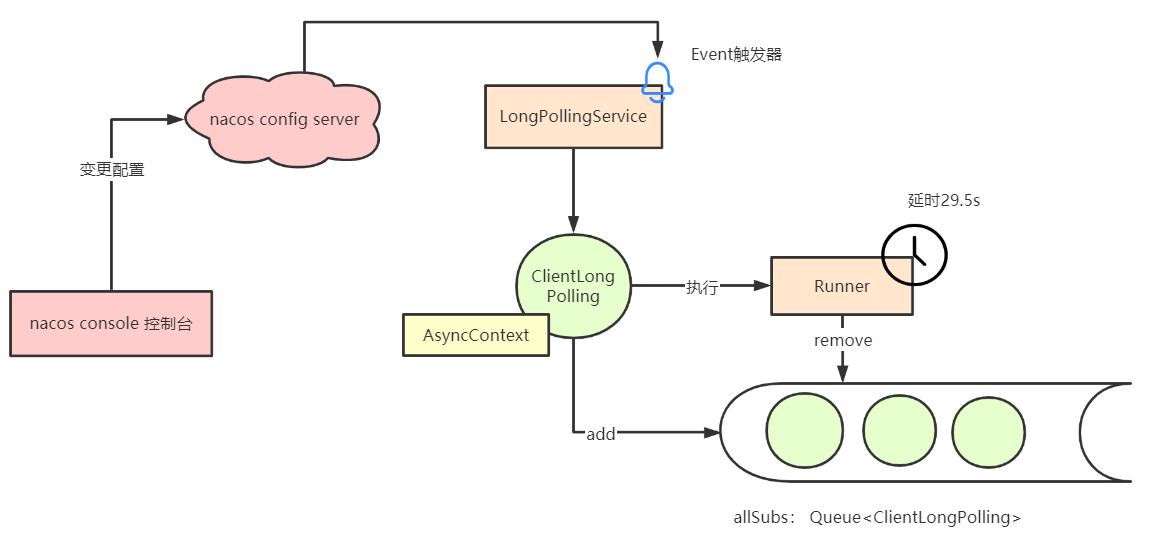 Event触发器
nacos config server
LongPollingService
变更配置
延时29.5s
ClientLong
Polling
执行
Runner
nacos console 控制台
AsyncContext
remove
add
allSubs： Queue<ClientLongPolling>